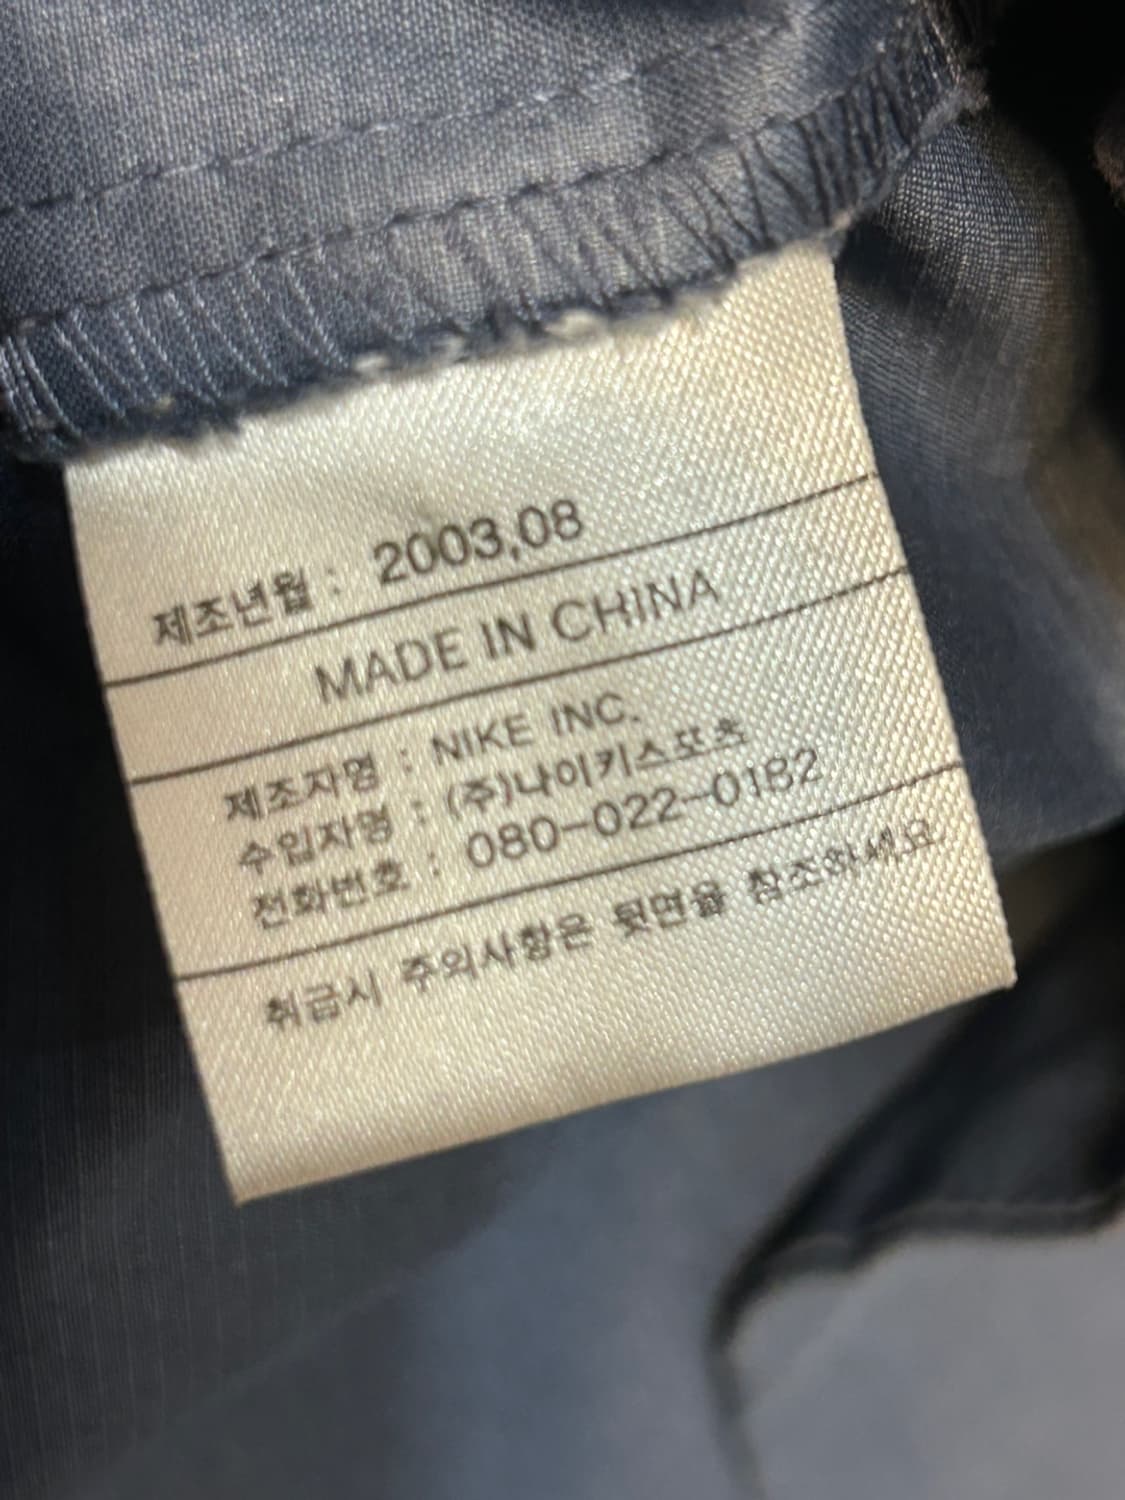 제조년월 : 2003,08
MADE IN CHINA
제조자명 : NIKE INC.
수입자명 : (주)나이키스포츠
전화번호 : 080-022-0182
취급시 주의사항은 뒷면을 참조하세요